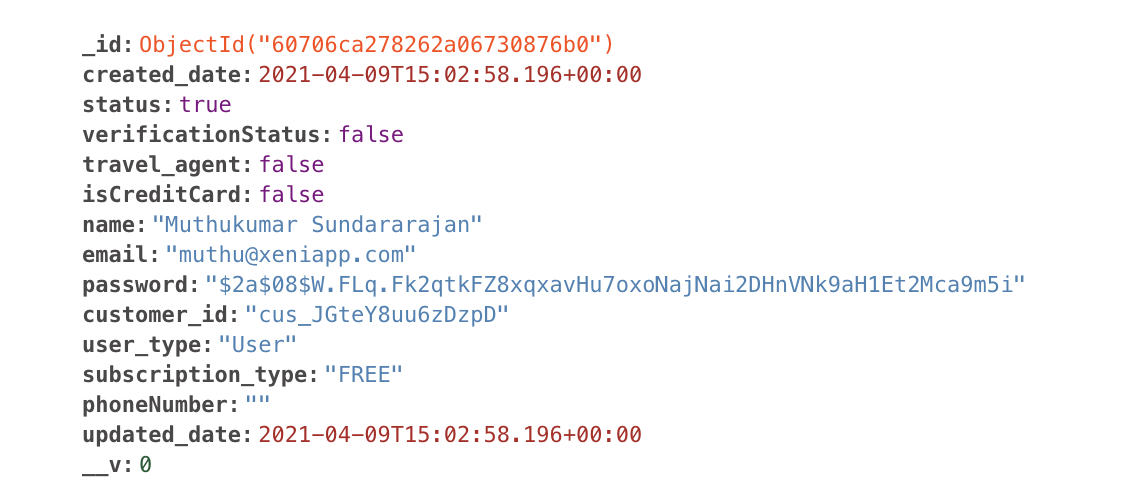 _id: ObjectId("60706ca278262a06730876b0")
created_date: 2021-04-09T15:02:58.196+00:00
status: true
verificationStatus: false
travel_agent: false
isCreditCard: false
name: "Muthukumar Sundararajan"
email: "muthu@xeniapp.com"
password: "$2a$08$W.FLq.Fk2qtkFZ8xqxavHu7oxoNajNai2DHnVNk9aH1Et2Mca9m5i"
customer_id: "cus_JGteY8uu6zDzpD"
user_type: "User"
subscription_type: "FREE"
phoneNumber: ""
updated_date: 2021-04-09T15:02:58.196+00:00
__v: 0